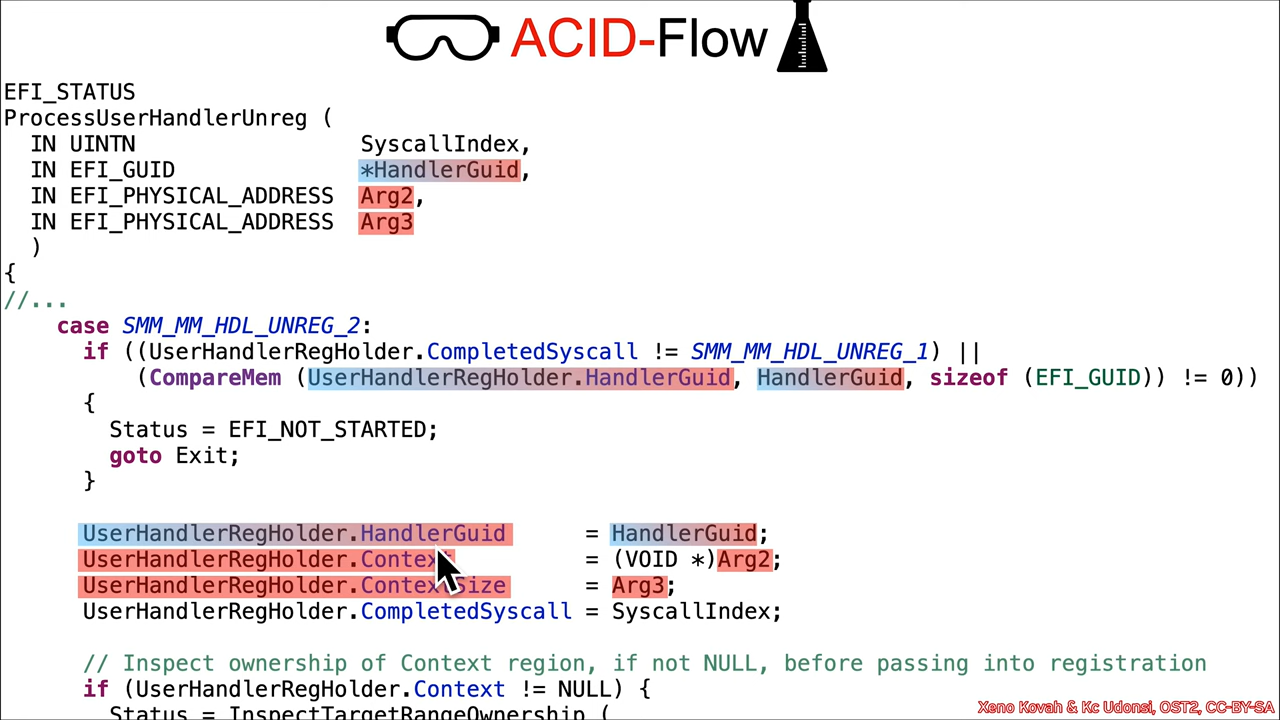 ACID-Flow
EFI_STATUS
ProcessUserHandlerUnreg (
  IN UINTN                 SyscallIndex,
  IN EFI_GUID              *HandlerGuid,
  IN EFI_PHYSICAL_ADDRESS  Arg2,
  IN EFI_PHYSICAL_ADDRESS  Arg3
  )
{
//...
    case SMM_MM_HDL_UNREG_2:
      if ((UserHandlerRegHolder.CompletedSyscall != SMM_MM_HDL_UNREG_1) ||
          (CompareMem (UserHandlerRegHolder.HandlerGuid, HandlerGuid, sizeof (EFI_GUID)) != 0))
      {
        Status = EFI_NOT_STARTED;
        goto Exit;
      }
      UserHandlerRegHolder.HandlerGuid      = HandlerGuid;
      UserHandlerRegHolder.Context          = (VOID *)Arg2;
      UserHandlerRegHolder.ContextSize      = Arg3;
      UserHandlerRegHolder.CompletedSyscall = SyscallIndex;
      // Inspect ownership of Context region, if not NULL, before passing into registration
      if (UserHandlerRegHolder.Context != NULL) {
        Status = InspectTargetRangeOwnership (
Xeno Kovah & Kc Udonsi, OST2, CC-BY-SA